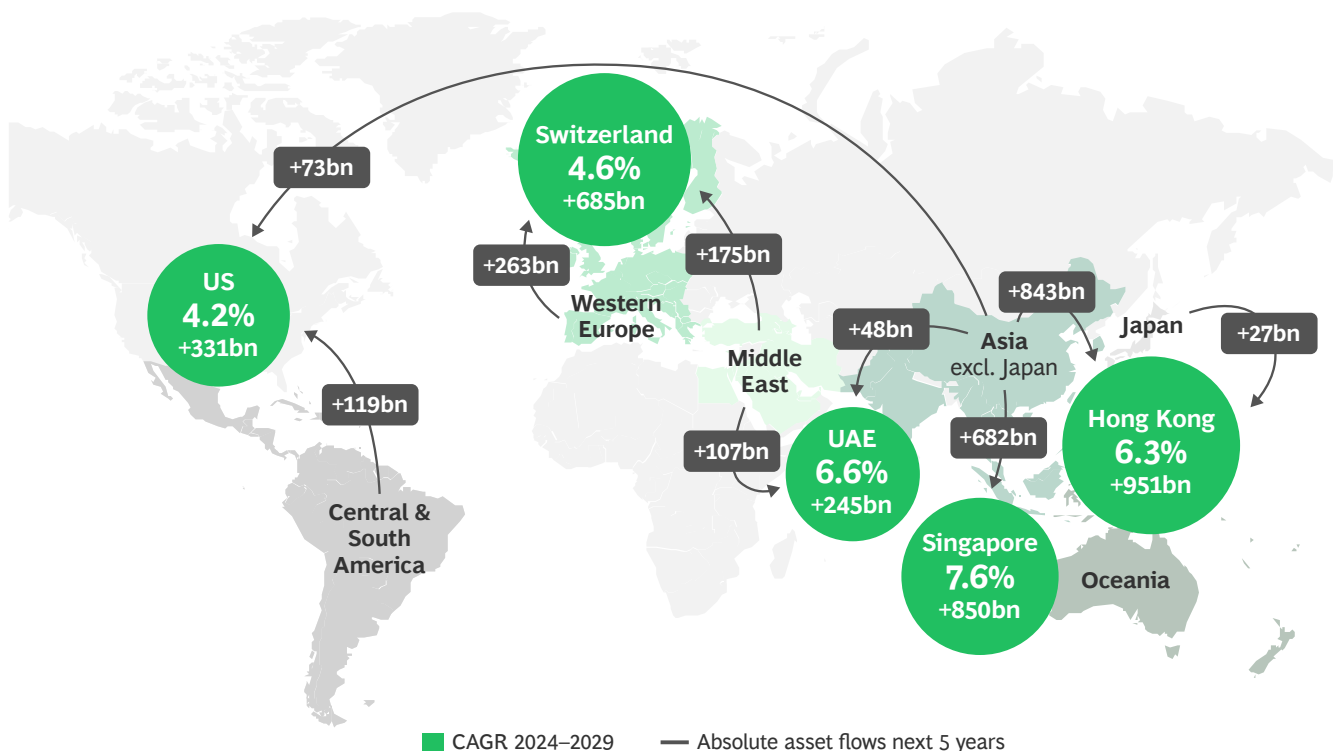 Switzerland
4.6%
+685bn
+73bn
+263bn
+175bn
US
4.2%
+331bn
Western
Europe
+843bn
+48bn
Japan
+27bn
Asia
excl. Japan
Middle
East
+119bn
+107bn
UAE
6.6%
+245bn
+682bn
Hong Kong
6.3%
+951bn
Central &
South
America
Singapore
7.6%
+850bn
Oceania
CAGR 2024–2029
Absolute asset flows next 5 years